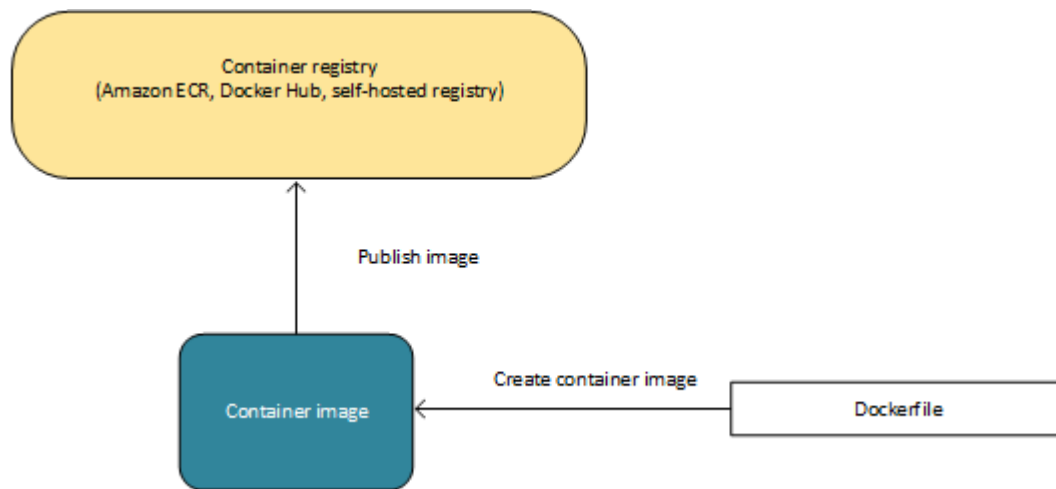 Container registry
(Amazon ECR, Docker Hub, self-hosted registry)
Publish image
Create container image
Container image
Dockerfile